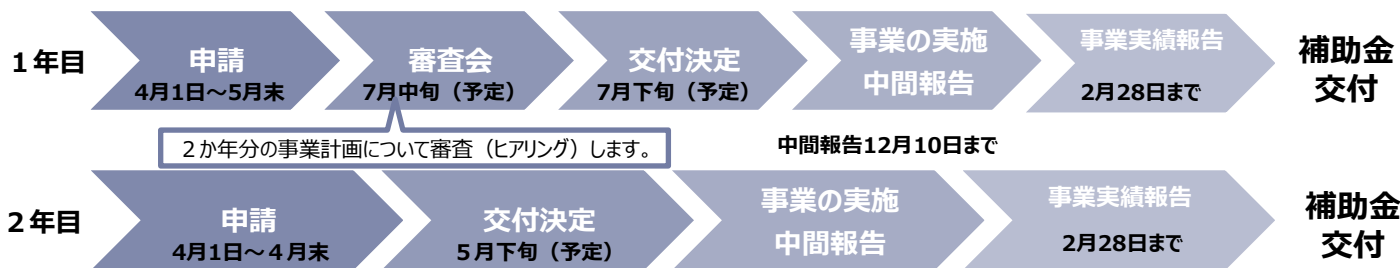 1年目
申請
4月1日～5月末
審査会
7月中旬（予定）
交付決定
7月下旬（予定）
事業の実施
中間報告
事業実績報告
2月28日まで
補助金
交付
２か年分の事業計画について審査（ヒアリング）します。
中間報告12月10日まで
２年目
申請
4月1日～４月末
交付決定
５月下旬（予定）
事業の実施
中間報告
事業実績報告
2月28日まで
補助金
交付